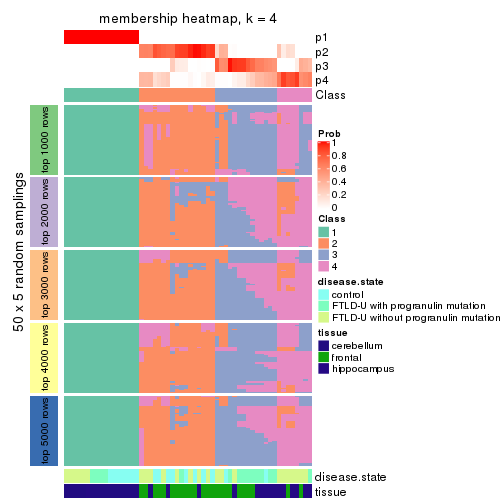 membership heatmap, k = 4
p1
p2
p3
p4
Class
50 x 5 random samplings
top 1000 rows
top 2000 rows
top 3000 rows
top 4000 rows
top 5000 rows
Prob
1
0.8
0.6
0.4
0.2
0
Class
1
2
3
4
disease.state
control
FTLD-U with progranulin mutation
FTLD-U without progranulin mutation
tissue
cerebellum
frontal
hippocampus
disease.state
tissue